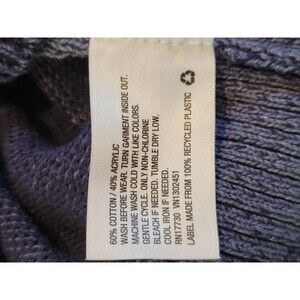 60% COTTON / 40% ACRYLIC
WASH BEFORE WEAR. TURN GARMENT INSIDE OUT.
MACHINE WASH COLD WITH LIKE COLORS.
GENTLE CYCLE. ONLY NON-CHLORINE
BLEACH IF NEEDED. TUMBLE DRY LOW.
COOL IRON IF NEEDED.
RN17730 VN1302451
LABEL MADE FROM 100% RECYCLED PLASTIC